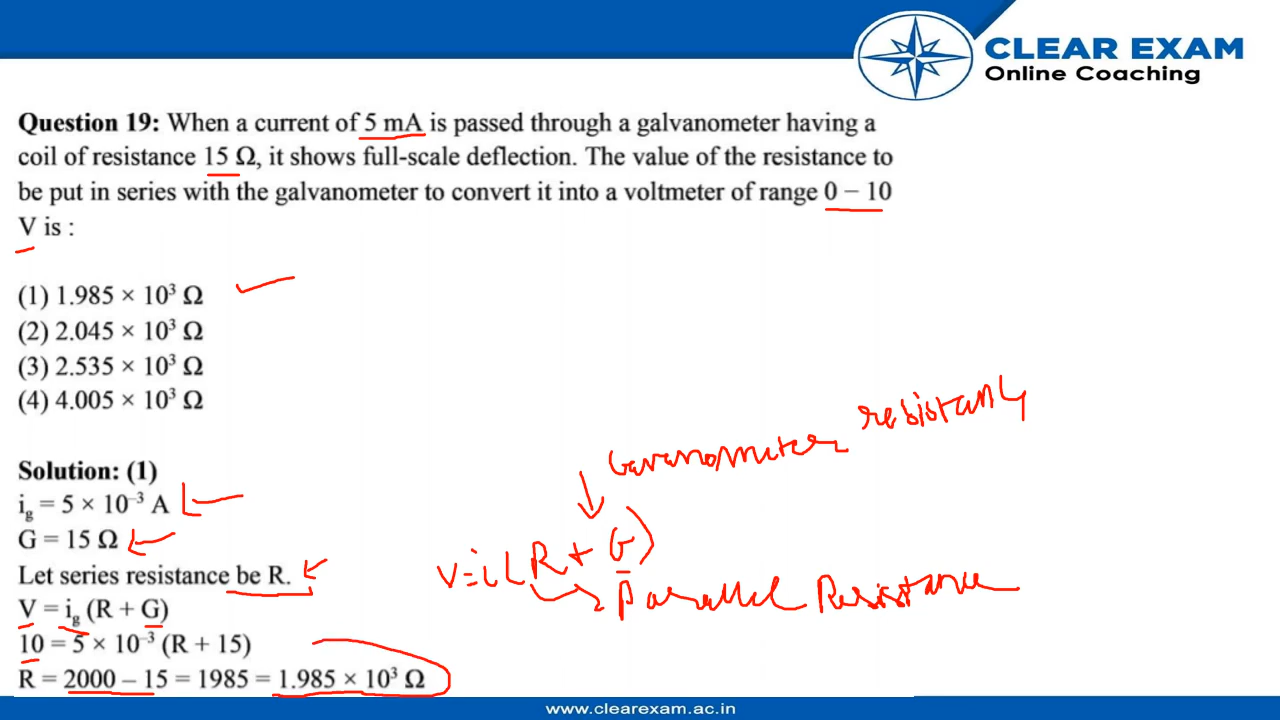 CLEAR EXAM
Online Coaching
Question 19: When a current of 5 mA is passed through a galvanometer having a
coil of resistance 15 Ω, it shows full-scale deflection. The value of the resistance to
be put in series with the galvanometer to convert it into a voltmeter of range 0 – 10
V is :
(1) 1.985 × 10³ Ω
(2) 2.045 × 10³ Ω
(3) 2.535 × 10³ Ω
(4) 4.005 × 10³ Ω
resistan
Solution: (1)
i_g = 5 × 10⁻³ A
G = 15 Ω
Let series resistance be R.
V = i (R + G)
Parallel Resistance
V = i_g (R + G)
10 = 5 × 10⁻³ (R + 15)
R = 2000 – 15 = 1985 = 1.985 × 10³ Ω
www.clearexam.ac.in